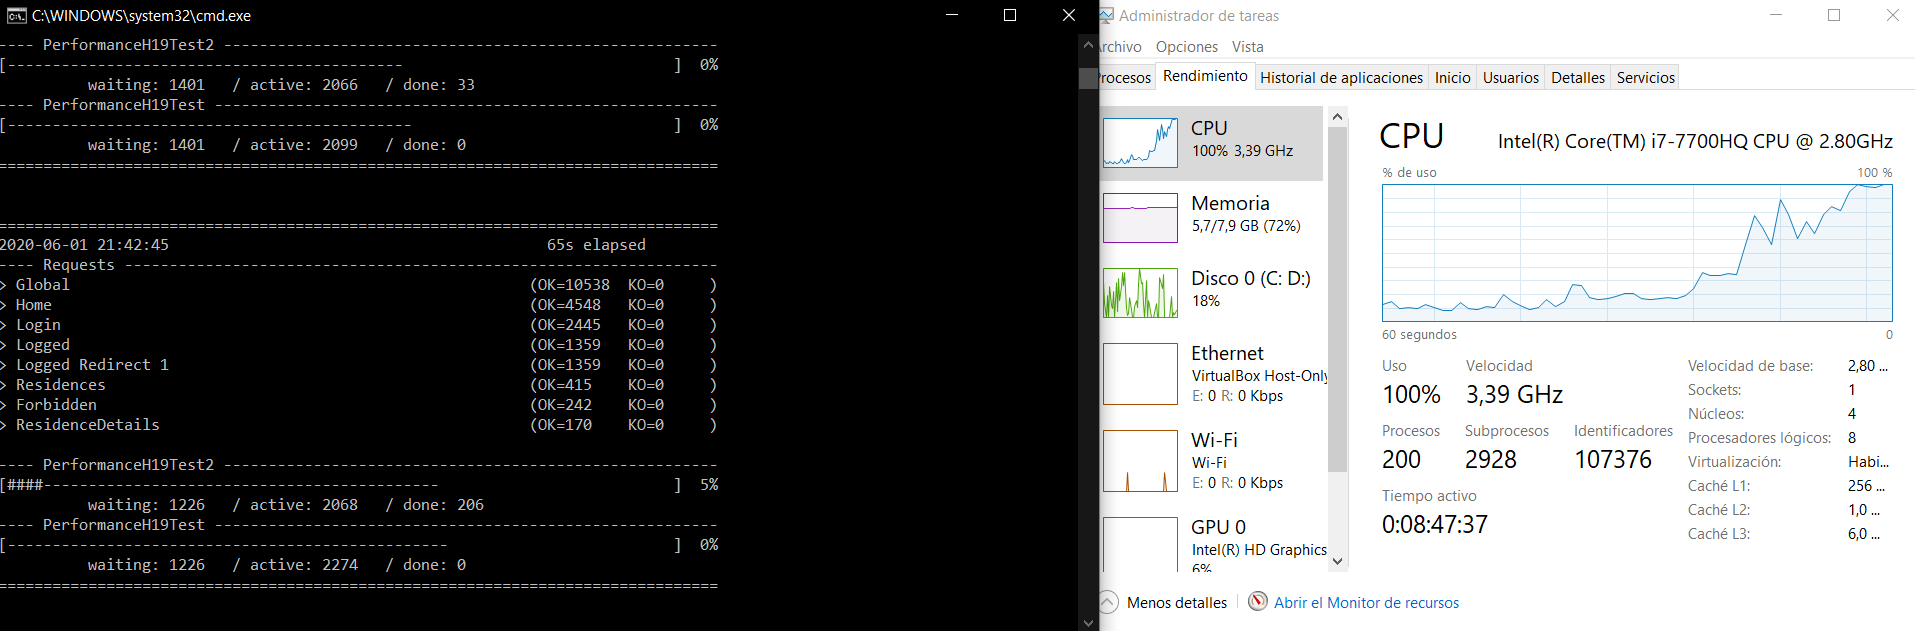 C:\WINDOWS\system32\cmd.exe
---- PerformanceH19Test2 ---------------------------------------------------------
[--------------------------------------------                              ]  0%
waiting: 1401   / active: 2066   / done: 33
---- PerformanceH19Test ----------------------------------------------------------
[---------------------------------------------                             ]  0%
waiting: 1401   / active: 2099   / done: 0
================================================================================
================================================================================
2020-06-01 21:42:45                                          65s elapsed
---- Requests ------------------------------------------------------------------
> Global                                                   (OK=10538  KO=0     )
> Home                                                     (OK=4548   KO=0     )
> Login                                                    (OK=2445   KO=0     )
> Logged                                                   (OK=1359   KO=0     )
> Logged Redirect 1                                        (OK=1359   KO=0     )
> Residences                                               (OK=415    KO=0     )
> Forbidden                                                (OK=242    KO=0     )
> ResidenceDetails                                         (OK=170    KO=0     )
---- PerformanceH19Test2 ---------------------------------------------------------
[####--------------------------------------------                          ]  5%
waiting: 1226   / active: 2068   / done: 206
---- PerformanceH19Test ----------------------------------------------------------
[-------------------------------------------------                         ]  0%
waiting: 1226   / active: 2274   / done: 0
================================================================================
Administrador de tareas
Archivo Opciones Vista
Procesos Rendimiento Historial de aplicaciones Inicio Usuarios Detalles Servicios
CPU
100% 3,39 GHz
Memoria
5,7/7,9 GB (72%)
Disco 0 (C: D:)
18%
Ethernet
VirtualBox Host-Only
E: 0 R: 0 Kbps
Wi-Fi
Wi-Fi
E: 0 R: 0 Kbps
GPU 0
Intel(R) HD Graphics
6%
CPU Intel(R) Core(TM) i7-7700HQ CPU @ 2.80GHz
% de uso 100 %
60 segundos 0
Uso Velocidad
100% 3,39 GHz
Procesos Subprocesos Identificadores
200 2928 107376
Tiempo activo
0:08:47:37
Velocidad de base: 2,80 ...
Sockets: 1
Núcleos: 4
Procesadores lógicos: 8
Virtualización: Habi...
Caché L1: 256 ...
Caché L2: 1,0 ...
Caché L3: 6,0 ...
Menos detalles Abrir el Monitor de recursos